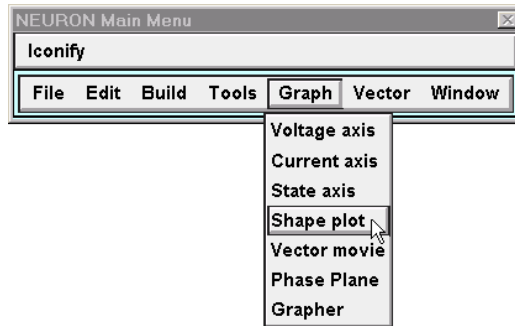 NEURON Main Menu
Iconify
File Edit Build Tools Graph Vector Window
Voltage axis
Current axis
State axis
Shape plot
Vector movie
Phase Plane
Grapher